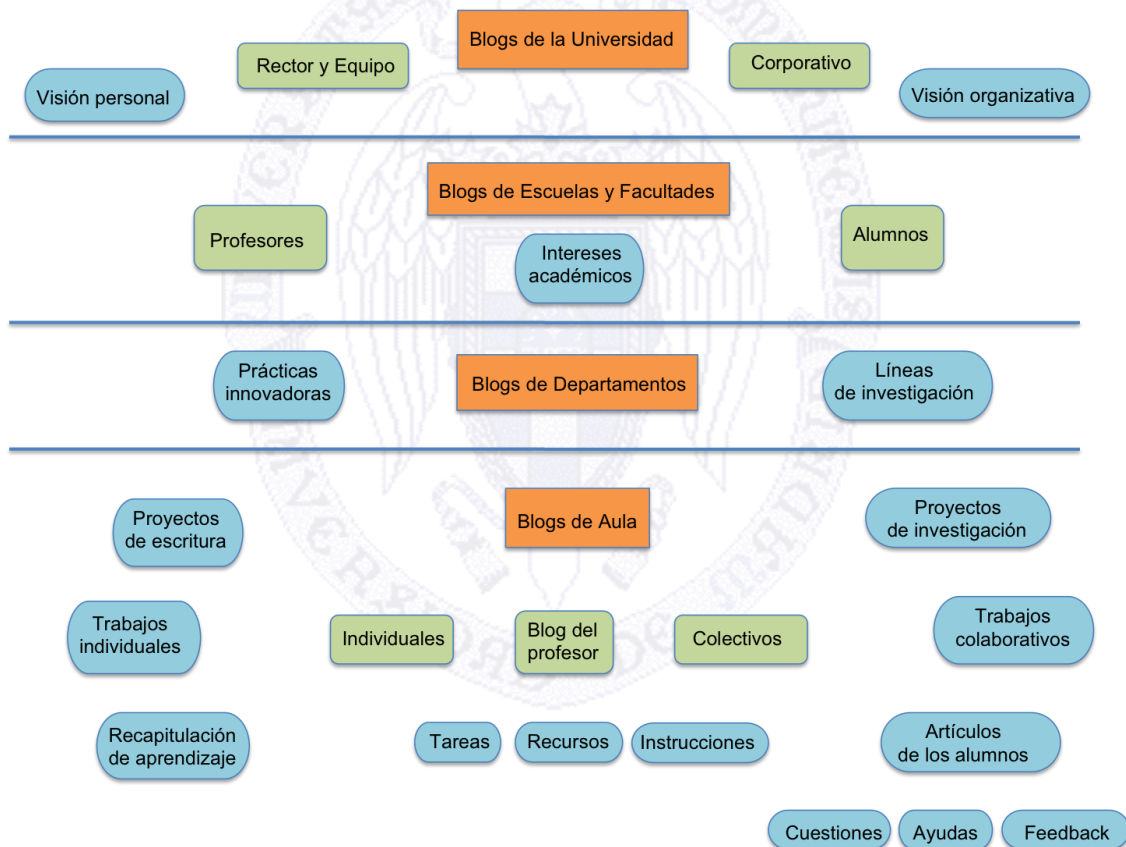 Blogs de la Universidad
Rector y Equipo
Corporativo
Visión personal
Visión organizativa
Blogs de Escuelas y Facultades
Profesores
Intereses
académicos
Alumnos
Prácticas
innovadoras
Blogs de Departamentos
Líneas
de investigación
Proyectos
de escritura
Blogs de Aula
Proyectos
de investigación
Trabajos
individuales
Individuales
Blog del
profesor
Colectivos
Trabajos
colaborativos
Recapitulación
de aprendizaje
Tareas
Recursos
Instrucciones
Artículos
de los alumnos
Cuestiones
Ayudas
Feedback